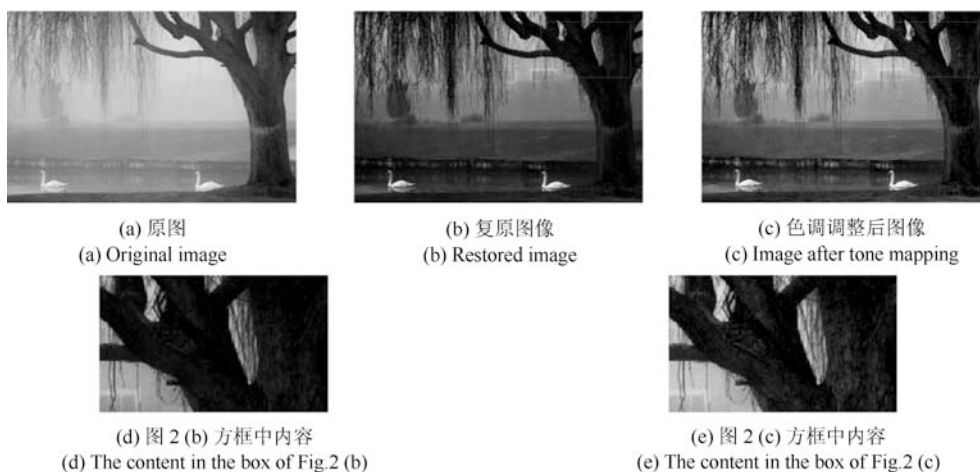 (a) 原图
(a) Original image
(b) 复原图像
(b) Restored image
(c) 色调调整后图像
(c) Image after tone mapping
(d) 图 2 (b) 方框中内容
(d) The content in the box of Fig.2 (b)
(e) 图 2 (c) 方框中内容
(e) The content in the box of Fig.2 (c)